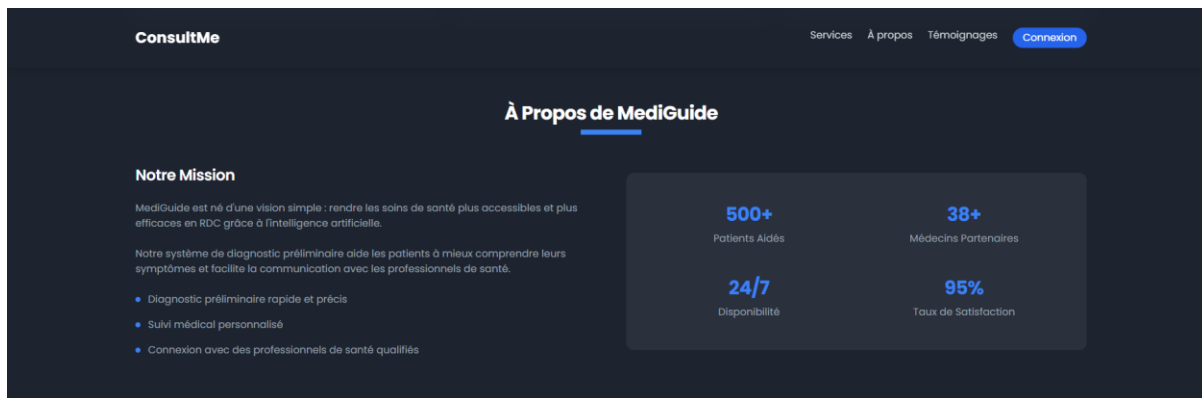 ConsultMe
Services À propos Témoignages Connexion
À Propos de MediGuide
Notre Mission
MediGuide est né d'une vision simple : rendre les soins de santé plus accessibles et plus
efficaces en RDC grâce à l'intelligence artificielle.
Notre système de diagnostic préliminaire aide les patients à mieux comprendre leurs
symptômes et facilite la communication avec les professionnels de santé.
Diagnostic préliminaire rapide et précis
Suivi médical personnalisé
Connexion avec des professionnels de santé qualifiés
500+
Patients Aidés
38+
Médecins Partenaires
24/7
Disponibilité
95%
Taux de Satisfaction